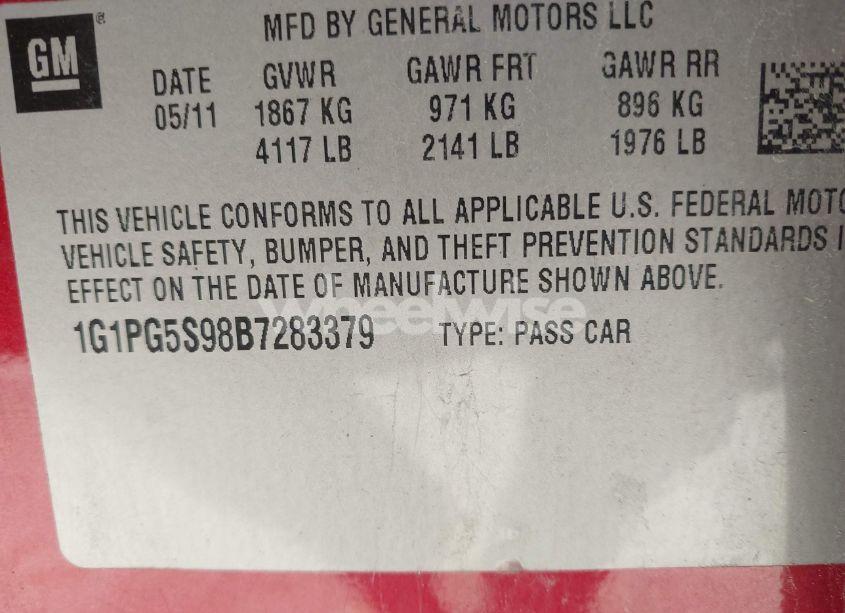 GM ®
MFD BY GENERAL MOTORS LLC
DATE GVWR GAWR FRT GAWR RR
05/11 1867 KG 971 KG 896 KG
4117 LB 2141 LB 1976 LB
THIS VEHICLE CONFORMS TO ALL APPLICABLE U.S. FEDERAL
VEHICLE SAFETY, BUMPER, AND THEFT PREVENTION STANDARDS
EFFECT ON THE DATE OF MANUFACTURE SHOWN ABOVE.
Wheelwise
1G1PG5S98B7283379 TYPE: PASS CAR